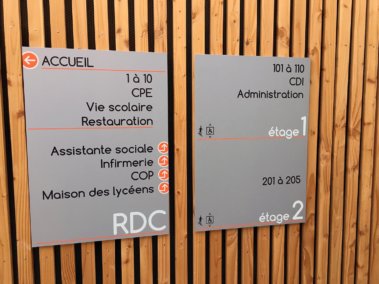 ACCUEIL
1 à 10
CPE
Vie scolaire
Restauration
Assistante sociale
Infirmerie
COP
Maison des lycéens
RDC
101 à 110
CDI
Administration
étage 1
201 à 205
étage 2